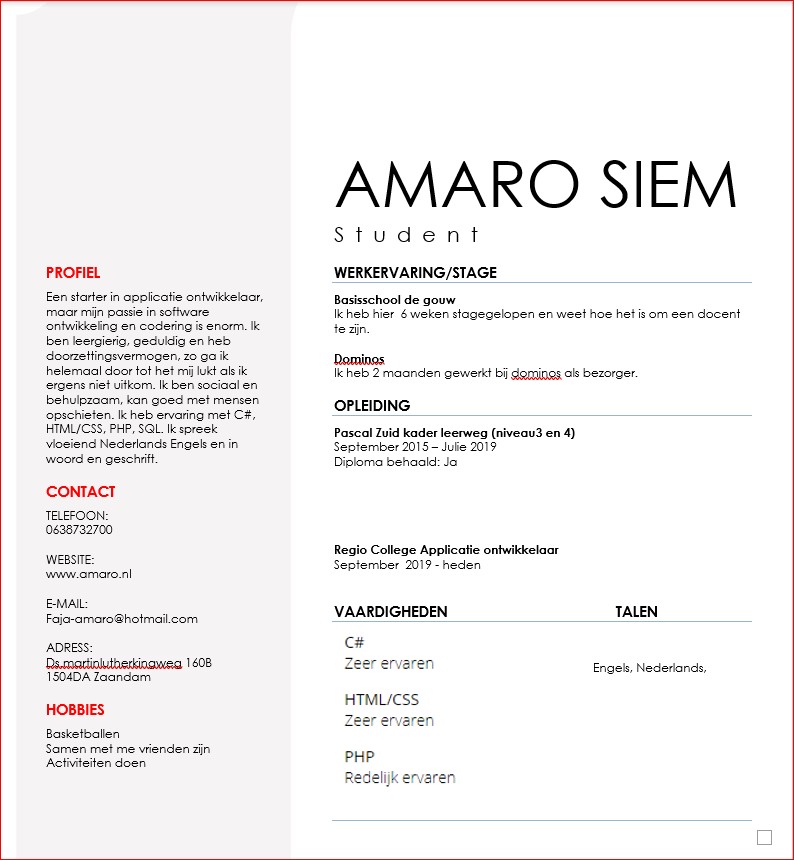 AMARO SIEM
Student
PROFIEL
Een starter in applicatie ontwikkelaar,
maar mijn passie in software
ontwikkeling en codering is enorm. Ik
ben leergierig, geduldig en heb
doorzettingsvermogen, zo ga ik
helemaal door tot het mij lukt als ik
ergens niet uitkom. Ik ben sociaal en
behulpzaam, kan goed met mensen
opschieten. Ik heb ervaring met C#,
HTML/CSS, PHP, SQL. Ik spreek
vloeiend Nederlands Engels en in
woord en geschrift.
CONTACT
TELEFOON:
0638732700
WEBSITE:
www.amaro.nl
E-MAIL:
Faja-amaro@hotmail.com
ADRESS:
Ds.martinlutherkingweg 160B
1504DA Zaandam
HOBBIES
Basketballen
Samen met me vrienden zijn
Activiteiten doen
WERKERVARING/STAGE
Basisschool de gouw
Ik heb hier 6 weken stagegelopen en weet hoe het is om een docent
te zijn.
Dominos
Ik heb 2 maanden gewerkt bij dominos als bezorger.
OPLEIDING
Pascal Zuid kader leerweg (niveau3 en 4)
September 2015 – Julie 2019
Diploma behaald: Ja
Regio College Applicatie ontwikkelaar
September 2019 - heden
VAARDIGHEDEN
C#
Zeer ervaren
HTML/CSS
Zeer ervaren
PHP
Redelijk ervaren
TALEN
Engels, Nederlands,